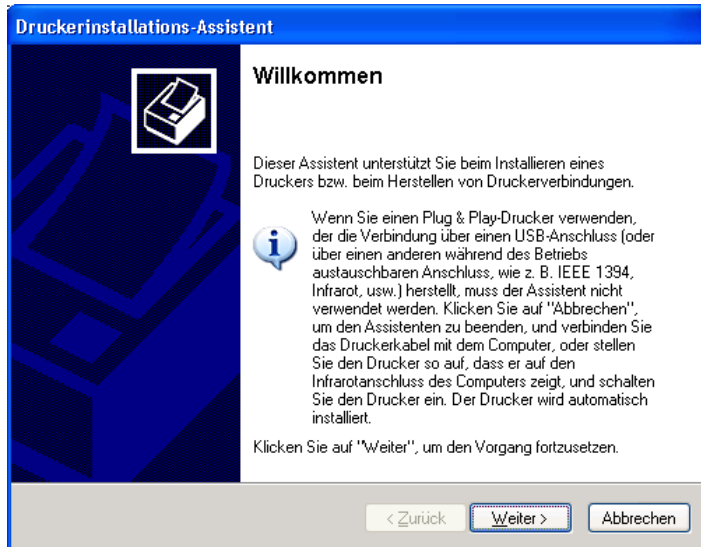 Druckerinstallations-Assistent
Willkommen
Dieser Assistent unterstützt Sie beim Installieren eines
Druckers bzw. beim Herstellen von Druckerverbindungen.
Wenn Sie einen Plug & Play-Drucker verwenden,
der die Verbindung über einen USB-Anschluss (oder
über einen anderen während des Betriebs
austauschbaren Anschluss, wie z. B. IEEE 1394,
Infrarot, usw.) herstellt, muss der Assistent nicht
verwendet werden. Klicken Sie auf "Abbrechen",
um den Assistenten zu beenden, und verbinden Sie
das Druckerkabel mit dem Computer, oder stellen
Sie den Drucker so auf, dass er auf den
Infrarotanschluss des Computers zeigt, und schalten
Sie den Drucker ein. Der Drucker wird automatisch
installiert.
Klicken Sie auf "Weiter", um den Vorgang fortzusetzen.
< Zurück Weiter > Abbrechen